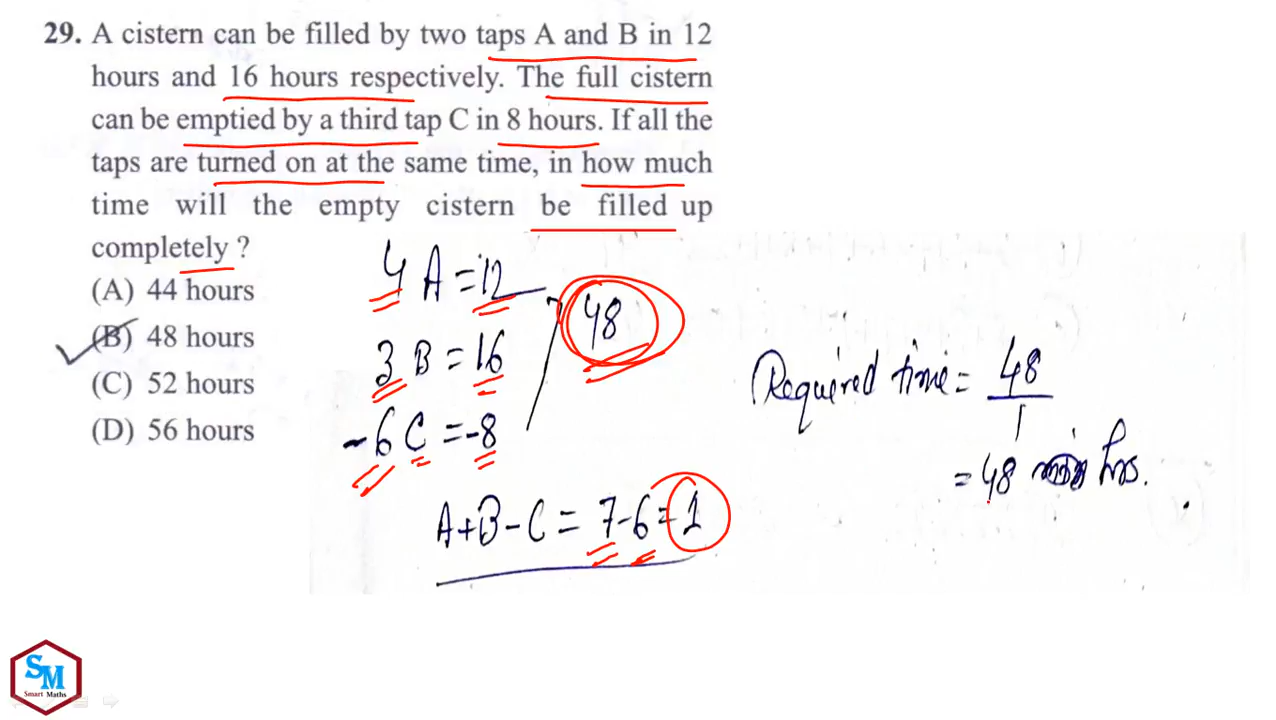 29. A cistern can be filled by two taps A and B in 12
hours and 16 hours respectively. The full cistern
can be emptied by a third tap C in 8 hours. If all the
taps are turned on at the same time, in how much
time will the empty cistern be filled up
completely ?
(A) 44 hours
(B) 48 hours
(C) 52 hours
(D) 56 hours
4 A = 12
3 B = 16
-6 C = -8
48
A+B-C = 7-6 = 1
Required time = 48
1
= 48 hrs.
SM
Smart Maths